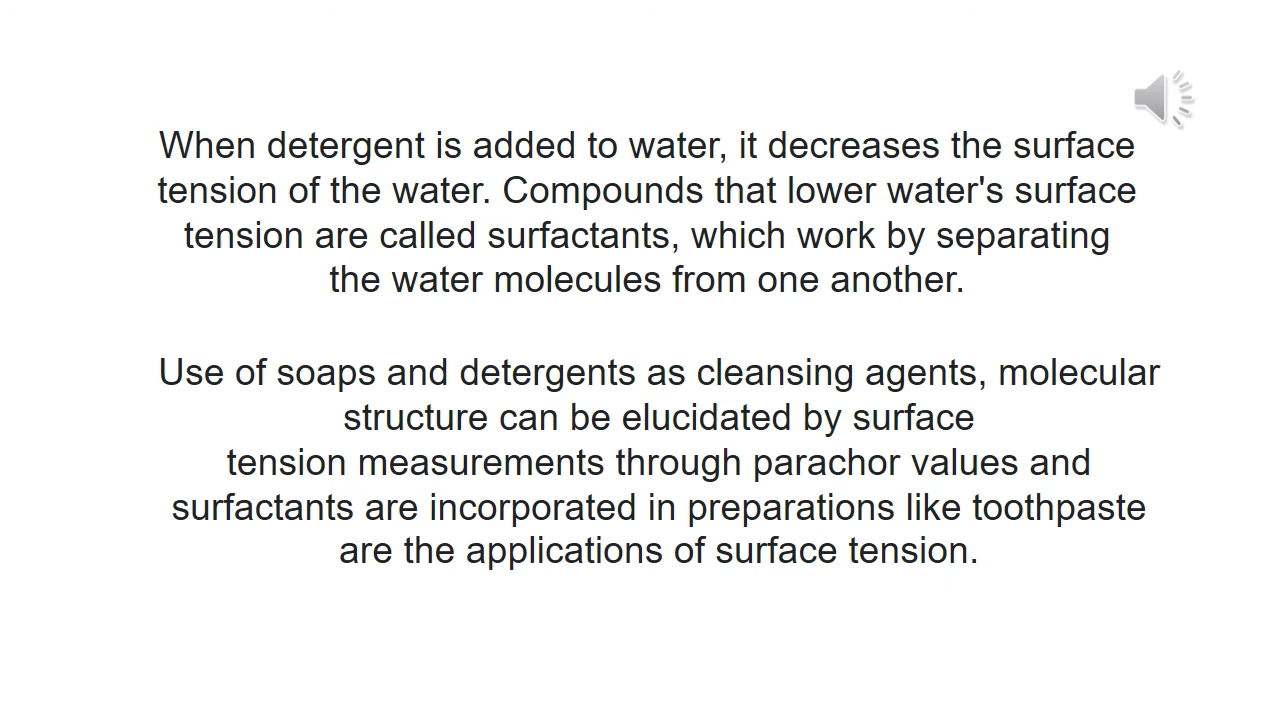 When detergent is added to water, it decreases the surface
tension of the water. Compounds that lower water's surface
tension are called surfactants, which work by separating
the water molecules from one another.
Use of soaps and detergents as cleansing agents, molecular
structure can be elucidated by surface
tension measurements through parachor values and
surfactants are incorporated in preparations like toothpaste
are the applications of surface tension.